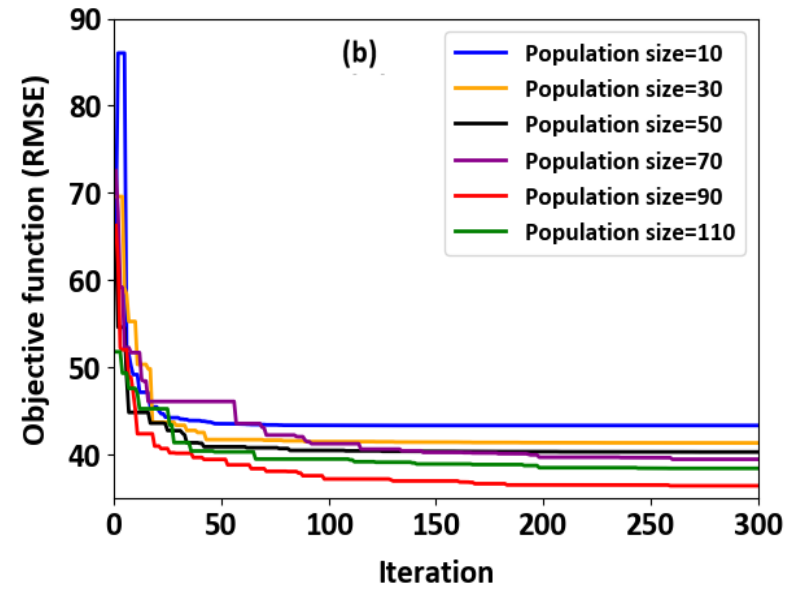 (b)
Objective function (RMSE)
90
80
70
60
50
40
Population size=10
Population size=30
Population size=50
Population size=70
Population size=90
Population size=110
0 50 100 150 200 250 300
Iteration